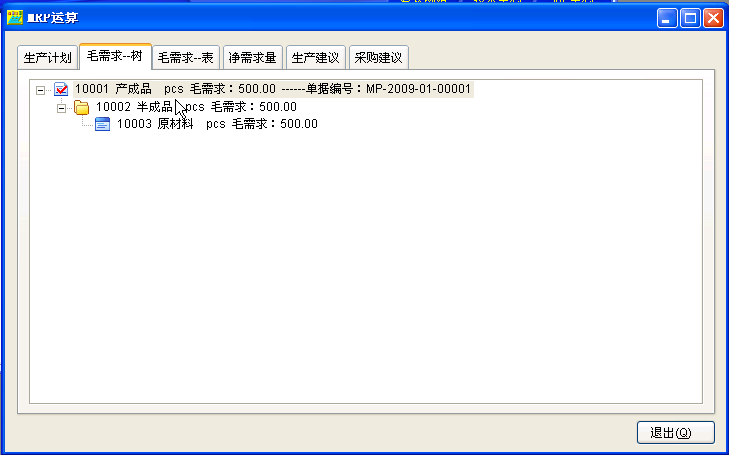 MRP运算
生产计划 毛需求--树 毛需求--表 净需求量 生产建议 采购建议
10001 产成品 pcs 毛需求：500.00 ------单据编号：MP-2009-01-00001
10002 半成品 pcs 毛需求：500.00
10003 原材料 pcs 毛需求：500.00
退出(Q)